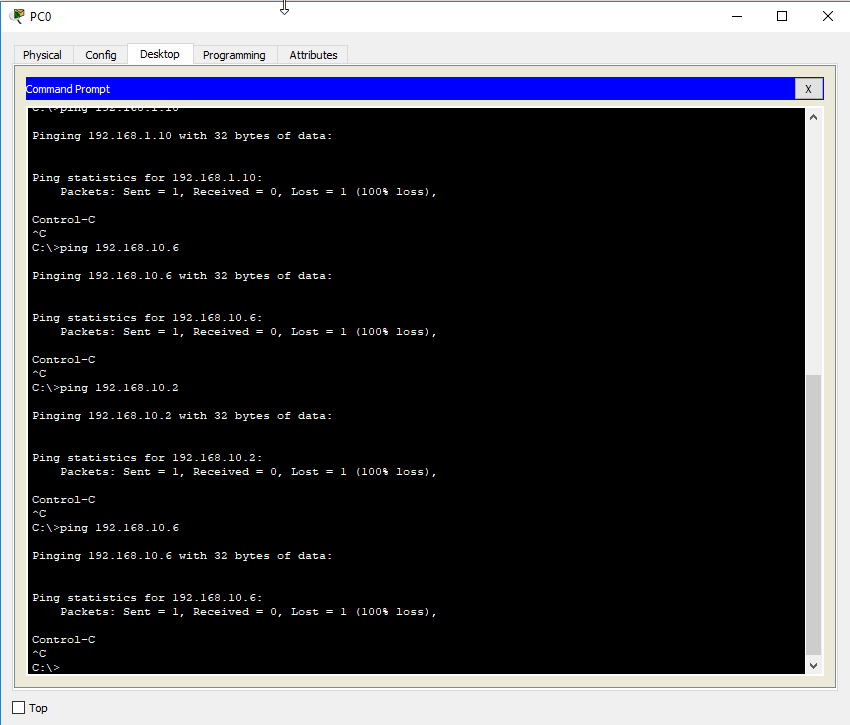 PC0
Physical Config Desktop Programming Attributes
Command Prompt X
C:\>ping 192.168.1.10
Pinging 192.168.1.10 with 32 bytes of data:
Ping statistics for 192.168.1.10:
Packets: Sent = 1, Received = 0, Lost = 1 (100% loss),
Control-C
^C
C:\>ping 192.168.10.6
Pinging 192.168.10.6 with 32 bytes of data:
Ping statistics for 192.168.10.6:
Packets: Sent = 1, Received = 0, Lost = 1 (100% loss),
Control-C
^C
C:\>ping 192.168.10.2
Pinging 192.168.10.2 with 32 bytes of data:
Ping statistics for 192.168.10.2:
Packets: Sent = 1, Received = 0, Lost = 1 (100% loss),
Control-C
^C
C:\>ping 192.168.10.6
Pinging 192.168.10.6 with 32 bytes of data:
Ping statistics for 192.168.10.6:
Packets: Sent = 1, Received = 0, Lost = 1 (100% loss),
Control-C
^C
C:\>
Top